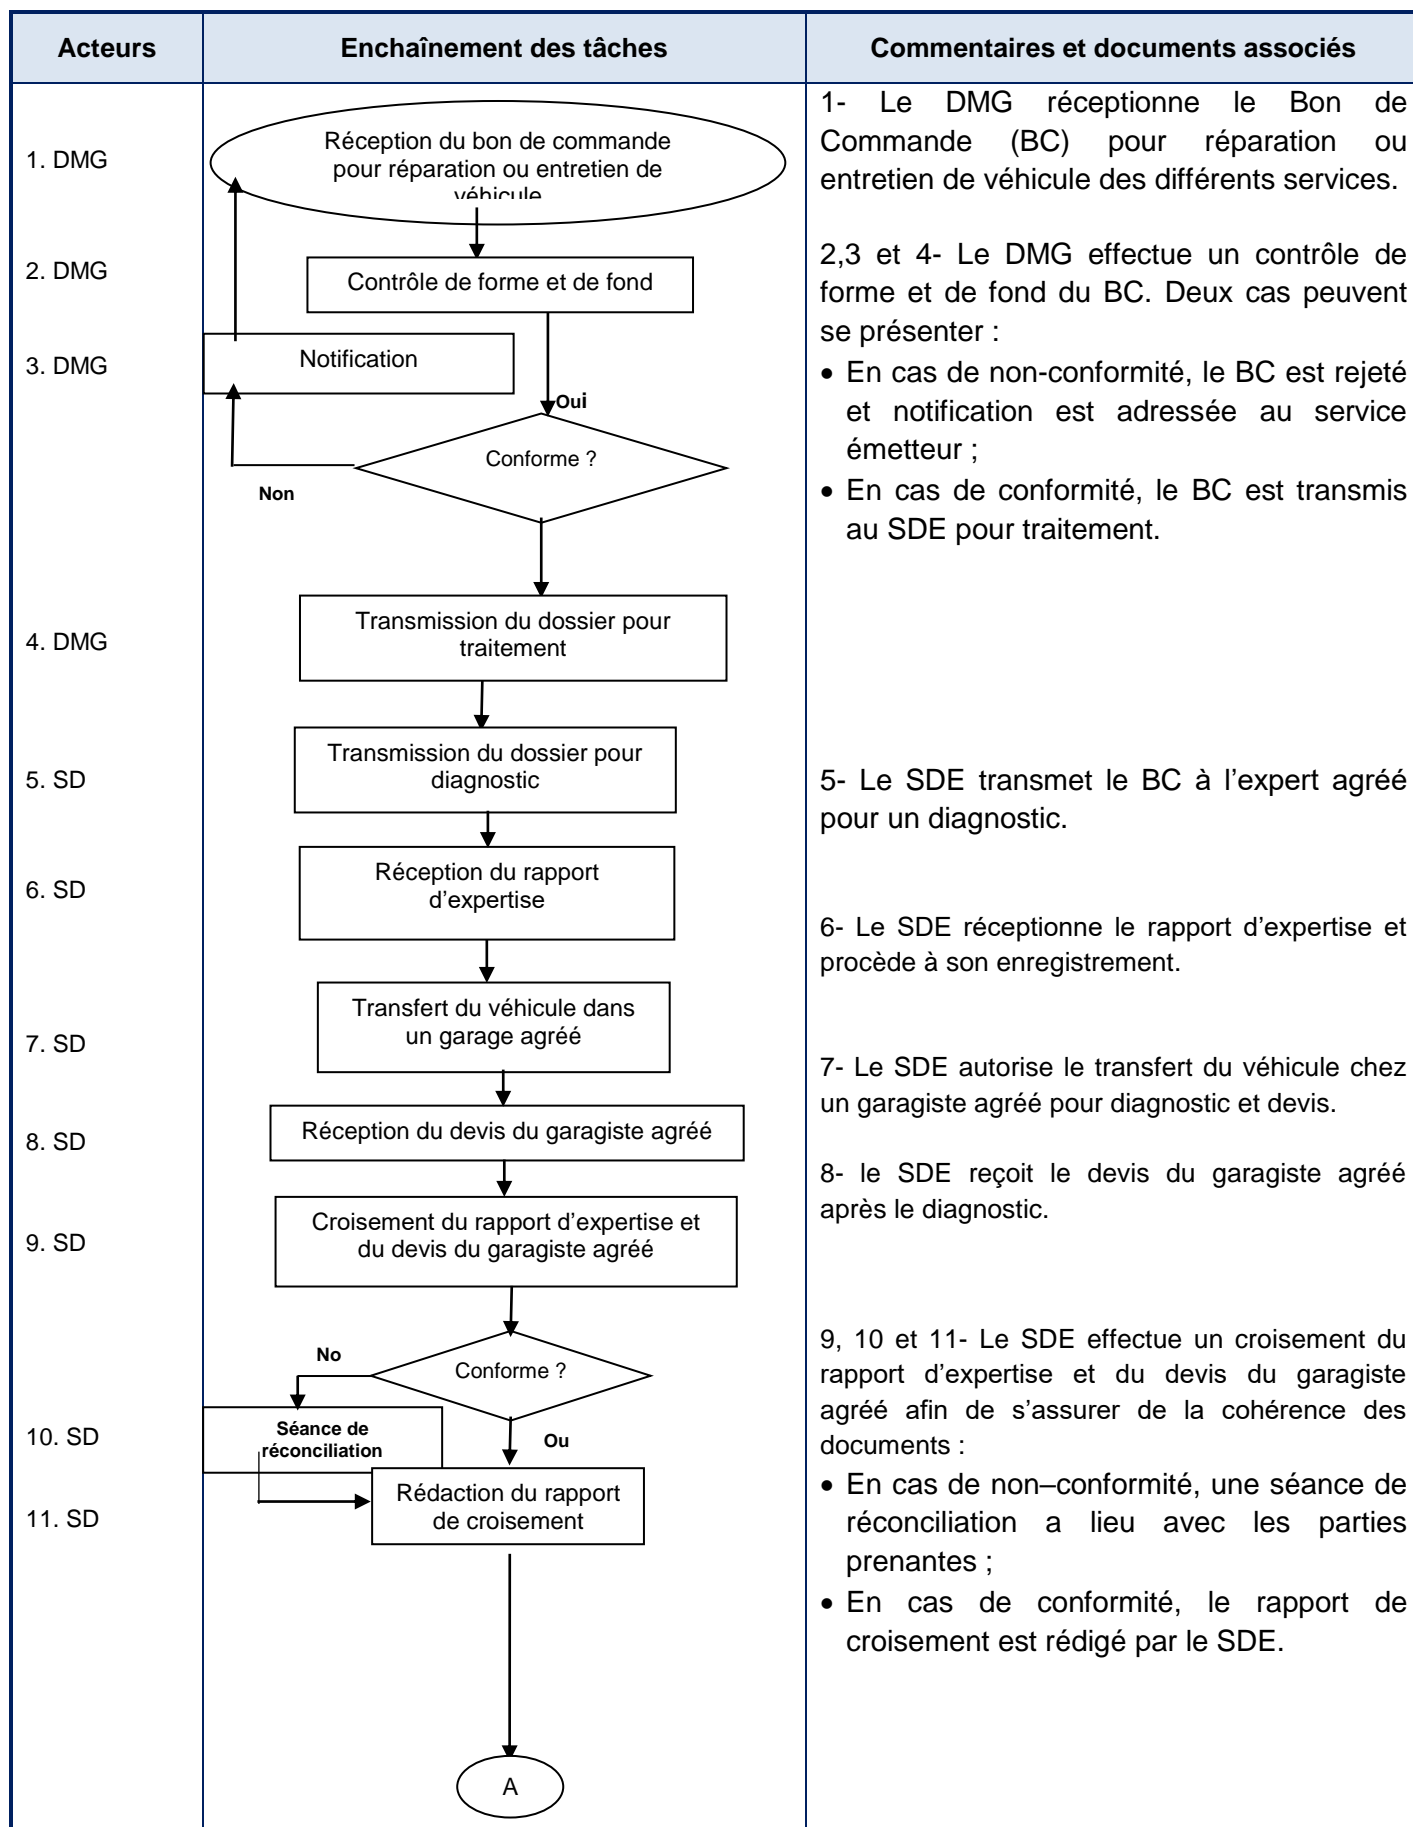 Acteurs
Enchaînement des tâches
Commentaires et documents associés
1. DMG
2. DMG
3. DMG
4. DMG
5. SD
6. SD
7. SD
8. SD
9. SD
10. SD
11. SD
Réception du bon de commande
pour réparation ou entretien de
véhicule
Contrôle de forme et de fond
Notification
Oui
Conforme ?
Non
Transmission du dossier pour
traitement
Transmission du dossier pour
diagnostic
Réception du rapport
d’expertise
Transfert du véhicule dans
un garage agréé
Réception du devis du garagiste agréé
Croisement du rapport d’expertise et
du devis du garagiste agréé
No
Conforme ?
Séance de
réconciliation
Ou
Rédaction du rapport
de croisement
A
1- Le DMG réceptionne le Bon de
Commande (BC) pour réparation ou
entretien de véhicule des différents services.
2,3 et 4- Le DMG effectue un contrôle de
forme et de fond du BC. Deux cas peuvent
se présenter :
• En cas de non-conformité, le BC est rejeté
et notification est adressée au service
émetteur ;
• En cas de conformité, le BC est transmis
au SDE pour traitement.
5- Le SDE transmet le BC à l’expert agréé
pour un diagnostic.
6- Le SDE réceptionne le rapport d’expertise et
procède à son enregistrement.
7- Le SDE autorise le transfert du véhicule chez
un garagiste agréé pour diagnostic et devis.
8- le SDE reçoit le devis du garagiste agréé
après le diagnostic.
9, 10 et 11- Le SDE effectue un croisement du
rapport d’expertise et du devis du garagiste
agréé afin de s’assurer de la cohérence des
documents :
• En cas de non–conformité, une séance de
réconciliation a lieu avec les parties
prenantes ;
• En cas de conformité, le rapport de
croisement est rédigé par le SDE.